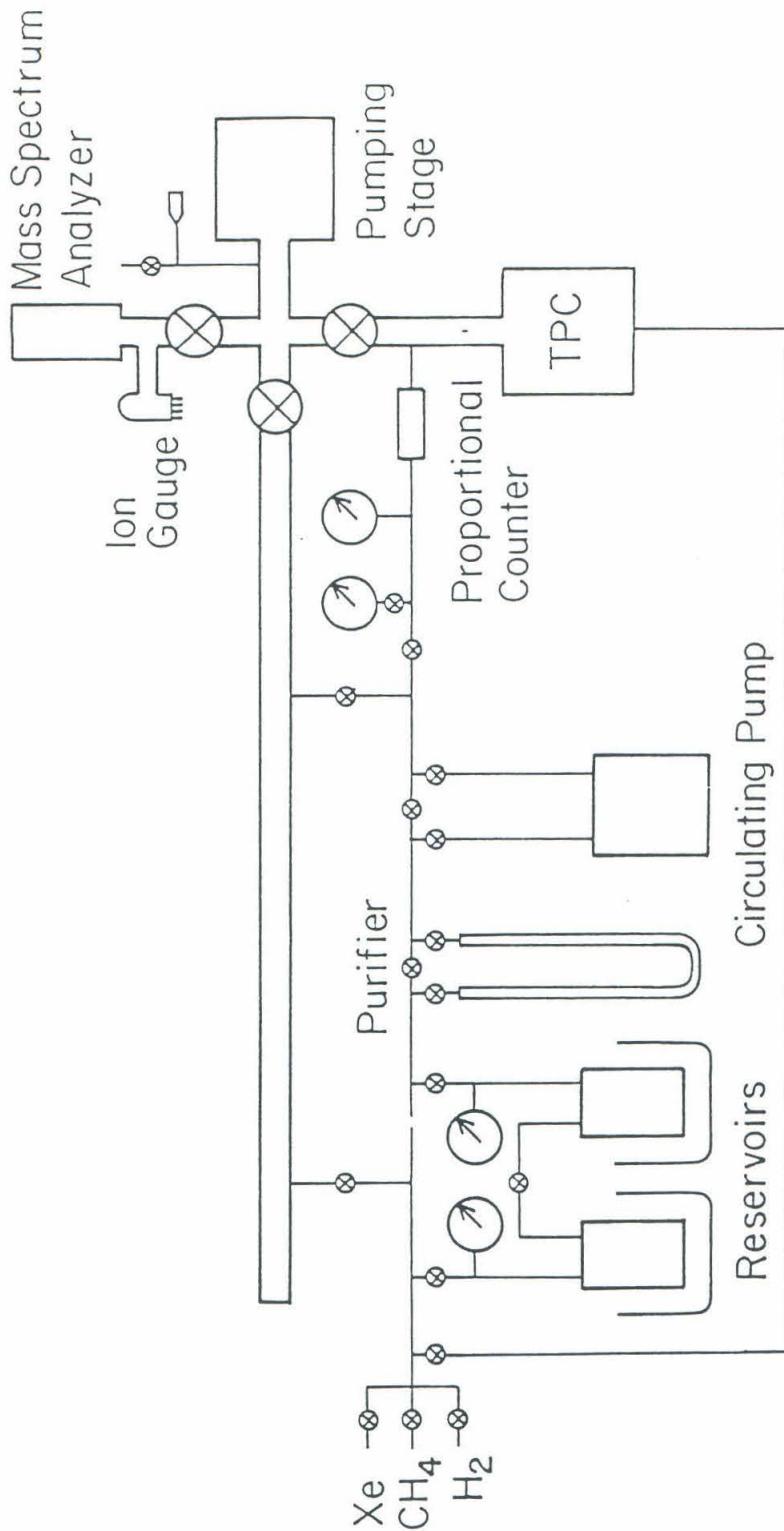 Mass Spectrum
Analyzer
Ion
Gauge
Pumping
Stage
TPC
Proportional
Counter
Purifier
Circulating Pump
Reservoirs
Xe
CH₄
H₂